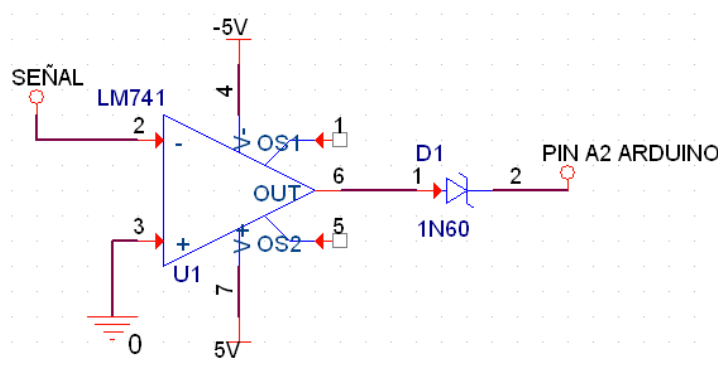 -5V
SEÑAL
LM741
4
2
-
V-
OS1
1
D1
PIN A2 ARDUINO
OUT
6
1
2
3
+
V+
OS2
5
1N60
U1
7
0
5V